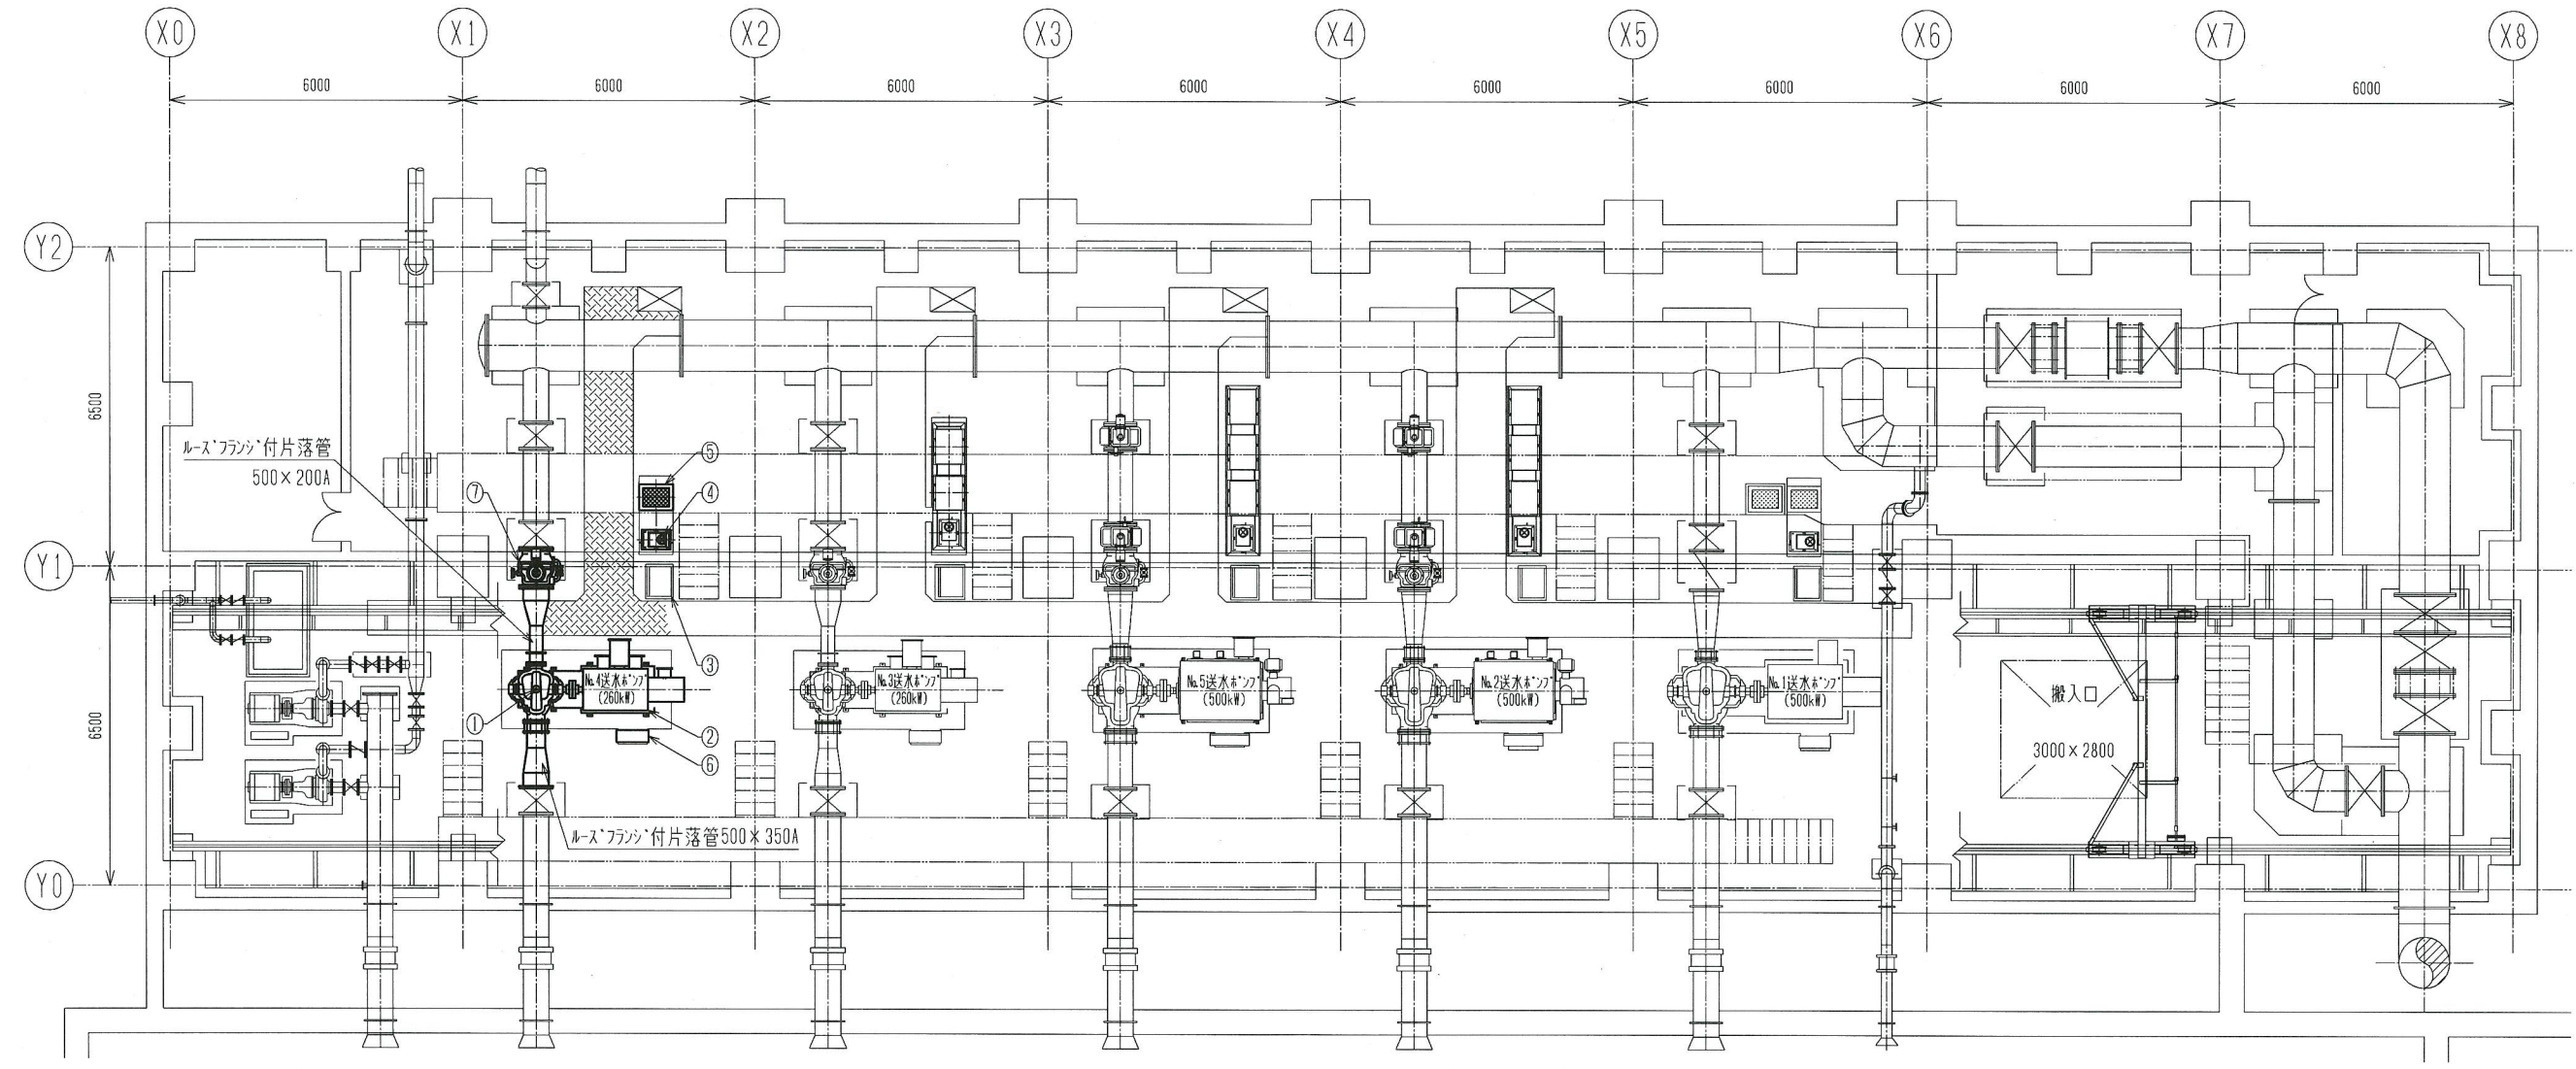 X0
X1
X2
X3
X4
X5
X6
X7
X8
6000
6000
6000
6000
6000
6000
6000
6000
Y2
6500
ルーズフランジ付片落管
500×200A
⑤
④
⑦
Y1
③
6500
No.4送水ポンプ
(260kW)
No.3送水ポンプ
(260kW)
No.5送水ポンプ
(500kW)
No.2送水ポンプ
(500kW)
No.1送水ポンプ
(500kW)
搬入口
3000×2800
①
②
⑥
ルーズフランジ付片落管500×350A
Y0